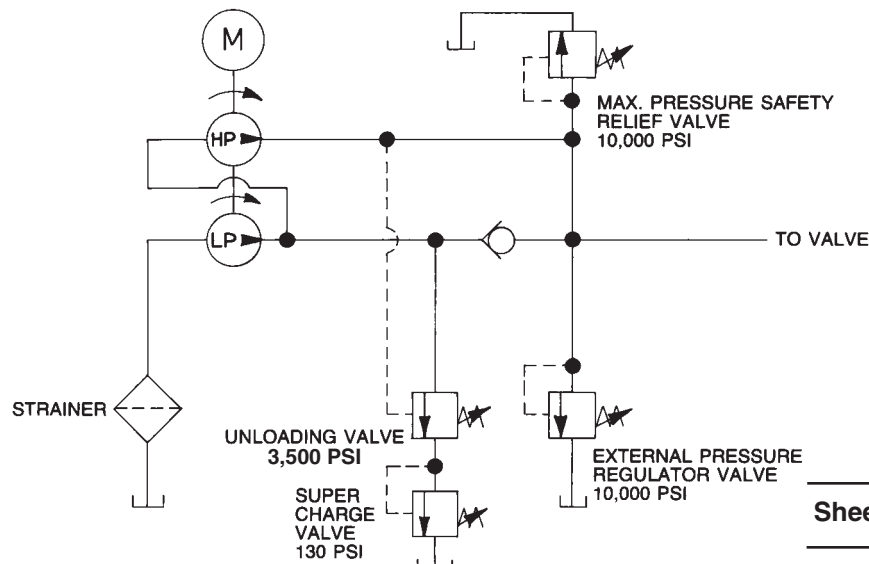 M
MAX. PRESSURE SAFETY
RELIEF VALVE
10,000 PSI
HP
LP
TO VALVE
STRAINER
UNLOADING VALVE
3,500 PSI
EXTERNAL PRESSURE
REGULATOR VALVE
10,000 PSI
SUPER
CHARGE
VALVE
130 PSI
Shee